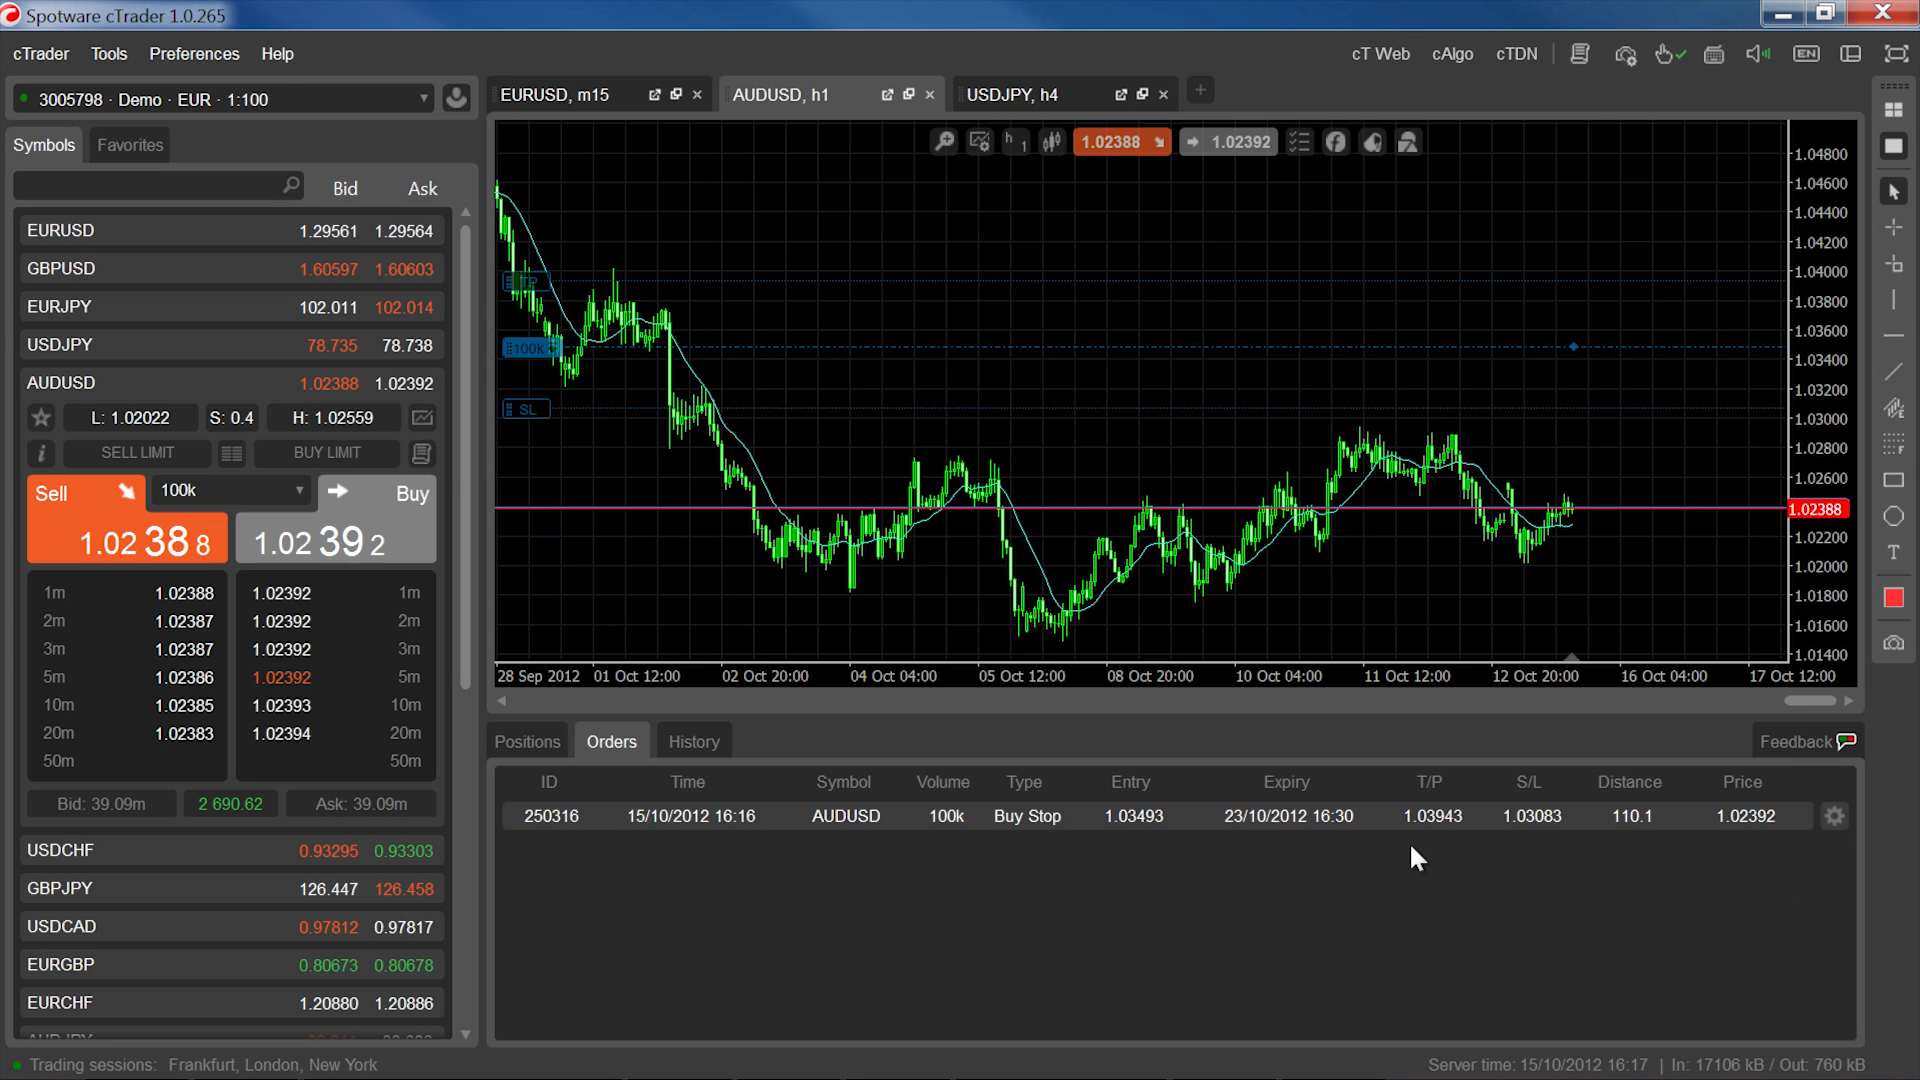 Spotware cTrader 1.0.265
cTrader Tools Preferences Help
cT Web cAlgo cTDN EN
3005798 · Demo · EUR · 1:100
EURUSD, m15 AUDUSD, h1 USDJPY, h4
Symbols Favorites
Bid Ask
EURUSD 1.29561 1.29564
GBPUSD 1.60597 1.60603
EURJPY 102.011 102.014
USDJPY 78.735 78.738
AUDUSD 1.02388 1.02392
L: 1.02022 S: 0.4 H: 1.02559
SELL LIMIT BUY LIMIT
Sell 100k Buy
1.02 38 8 1.02 39 2
1m 1.02388 1.02392 1m
2m 1.02387 1.02392 2m
3m 1.02387 1.02392 3m
5m 1.02386 1.02392 5m
10m 1.02385 1.02393 10m
20m 1.02383 1.02394 20m
50m 50m
Bid: 39.09m 2 690.62 Ask: 39.09m
USDCHF 0.93295 0.93303
GBPJPY 126.447 126.458
USDCAD 0.97812 0.97817
EURGBP 0.80673 0.80678
EURCHF 1.20880 1.20886
h1 1.02388 1.02392
TP
100k
SL
1.04800
1.04600
1.04400
1.04200
1.04000
1.03800
1.03600
1.03400
1.03200
1.03000
1.02800
1.02600
1.02388
1.02200
1.02000
1.01800
1.01600
1.01400
28 Sep 2012 01 Oct 12:00 02 Oct 20:00 04 Oct 04:00 05 Oct 12:00 08 Oct 20:00 10 Oct 04:00 11 Oct 12:00 12 Oct 20:00 16 Oct 04:00 17 Oct 12:00
T
Positions Orders History Feedback
ID Time Symbol Volume Type Entry Expiry T/P S/L Distance Price
250316 15/10/2012 16:16 AUDUSD 100k Buy Stop 1.03493 23/10/2012 16:30 1.03943 1.03083 110.1 1.02392
Trading sessions: Frankfurt, London, New York
Server time: 15/10/2012 16:17 | In: 17106 kB / Out: 760 kB